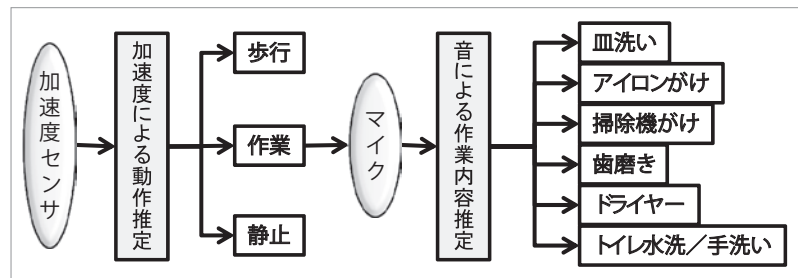 加速度センサ
加速度による動作推定
歩行
作業
静止
マイク
音による作業内容推定
皿洗い
アイロンがけ
掃除機がけ
歯磨き
ドライヤー
トイレ水洗／手洗い